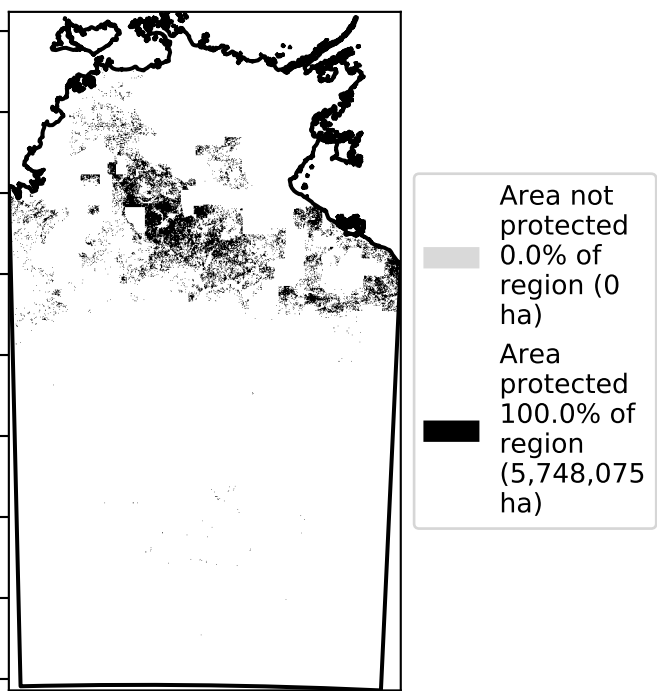 Area not
protected
0.0% of
region (0
ha)
Area
protected
100.0% of
region
(5,748,075
ha)